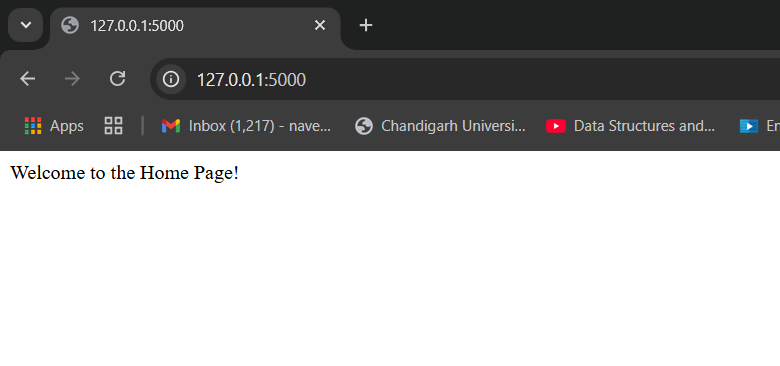 127.0.0.1:5000
127.0.0.1:5000
Apps Inbox (1,217) - nave... Chandigarh Universi... Data Structures and... En
Welcome to the Home Page!